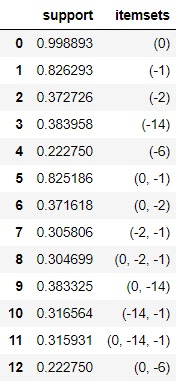 support itemsets
0 0.998893 (0)
1 0.826293 (-1)
2 0.372726 (-2)
3 0.383958 (-14)
4 0.222750 (-6)
5 0.825186 (0, -1)
6 0.371618 (0, -2)
7 0.305806 (-2, -1)
8 0.304699 (0, -2, -1)
9 0.383325 (0, -14)
10 0.316564 (-14, -1)
11 0.315931 (0, -14, -1)
12 0.222750 (0, -6)